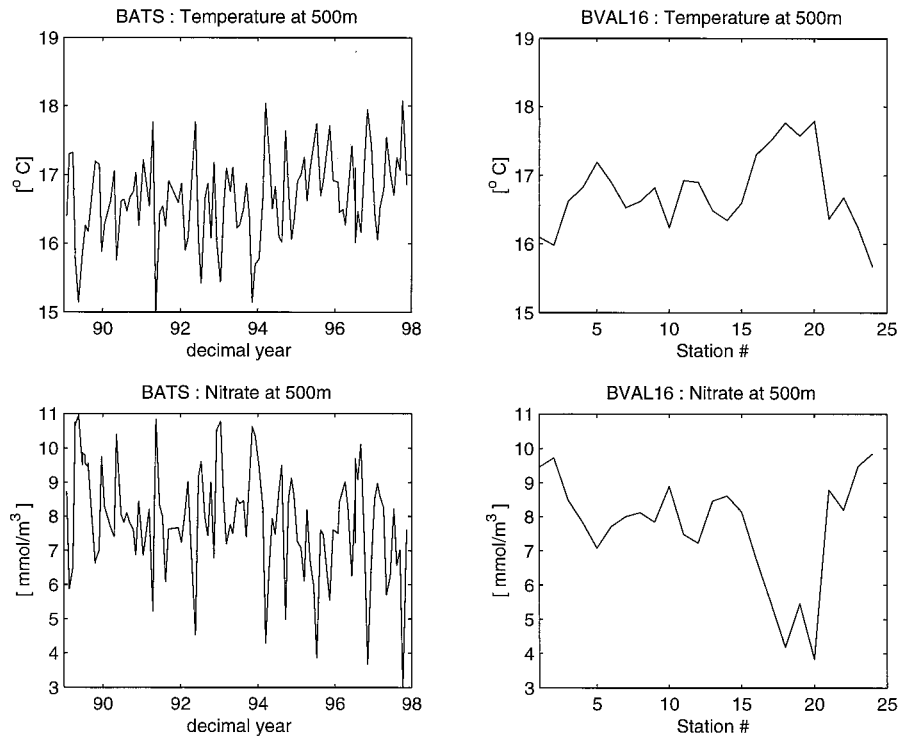 BATS : Temperature at 500m
[° C]
19
18
17
16
15
90 92 94 96 98
decimal year
BVAL16 : Temperature at 500m
[° C]
19
18
17
16
15
5 10 15 20 25
Station #
BATS : Nitrate at 500m
[ mmol/m³]
11
10
9
8
7
6
5
4
3
90 92 94 96 98
decimal year
BVAL16 : Nitrate at 500m
[ mmol/m³]
11
10
9
8
7
6
5
4
3
5 10 15 20 25
Station #